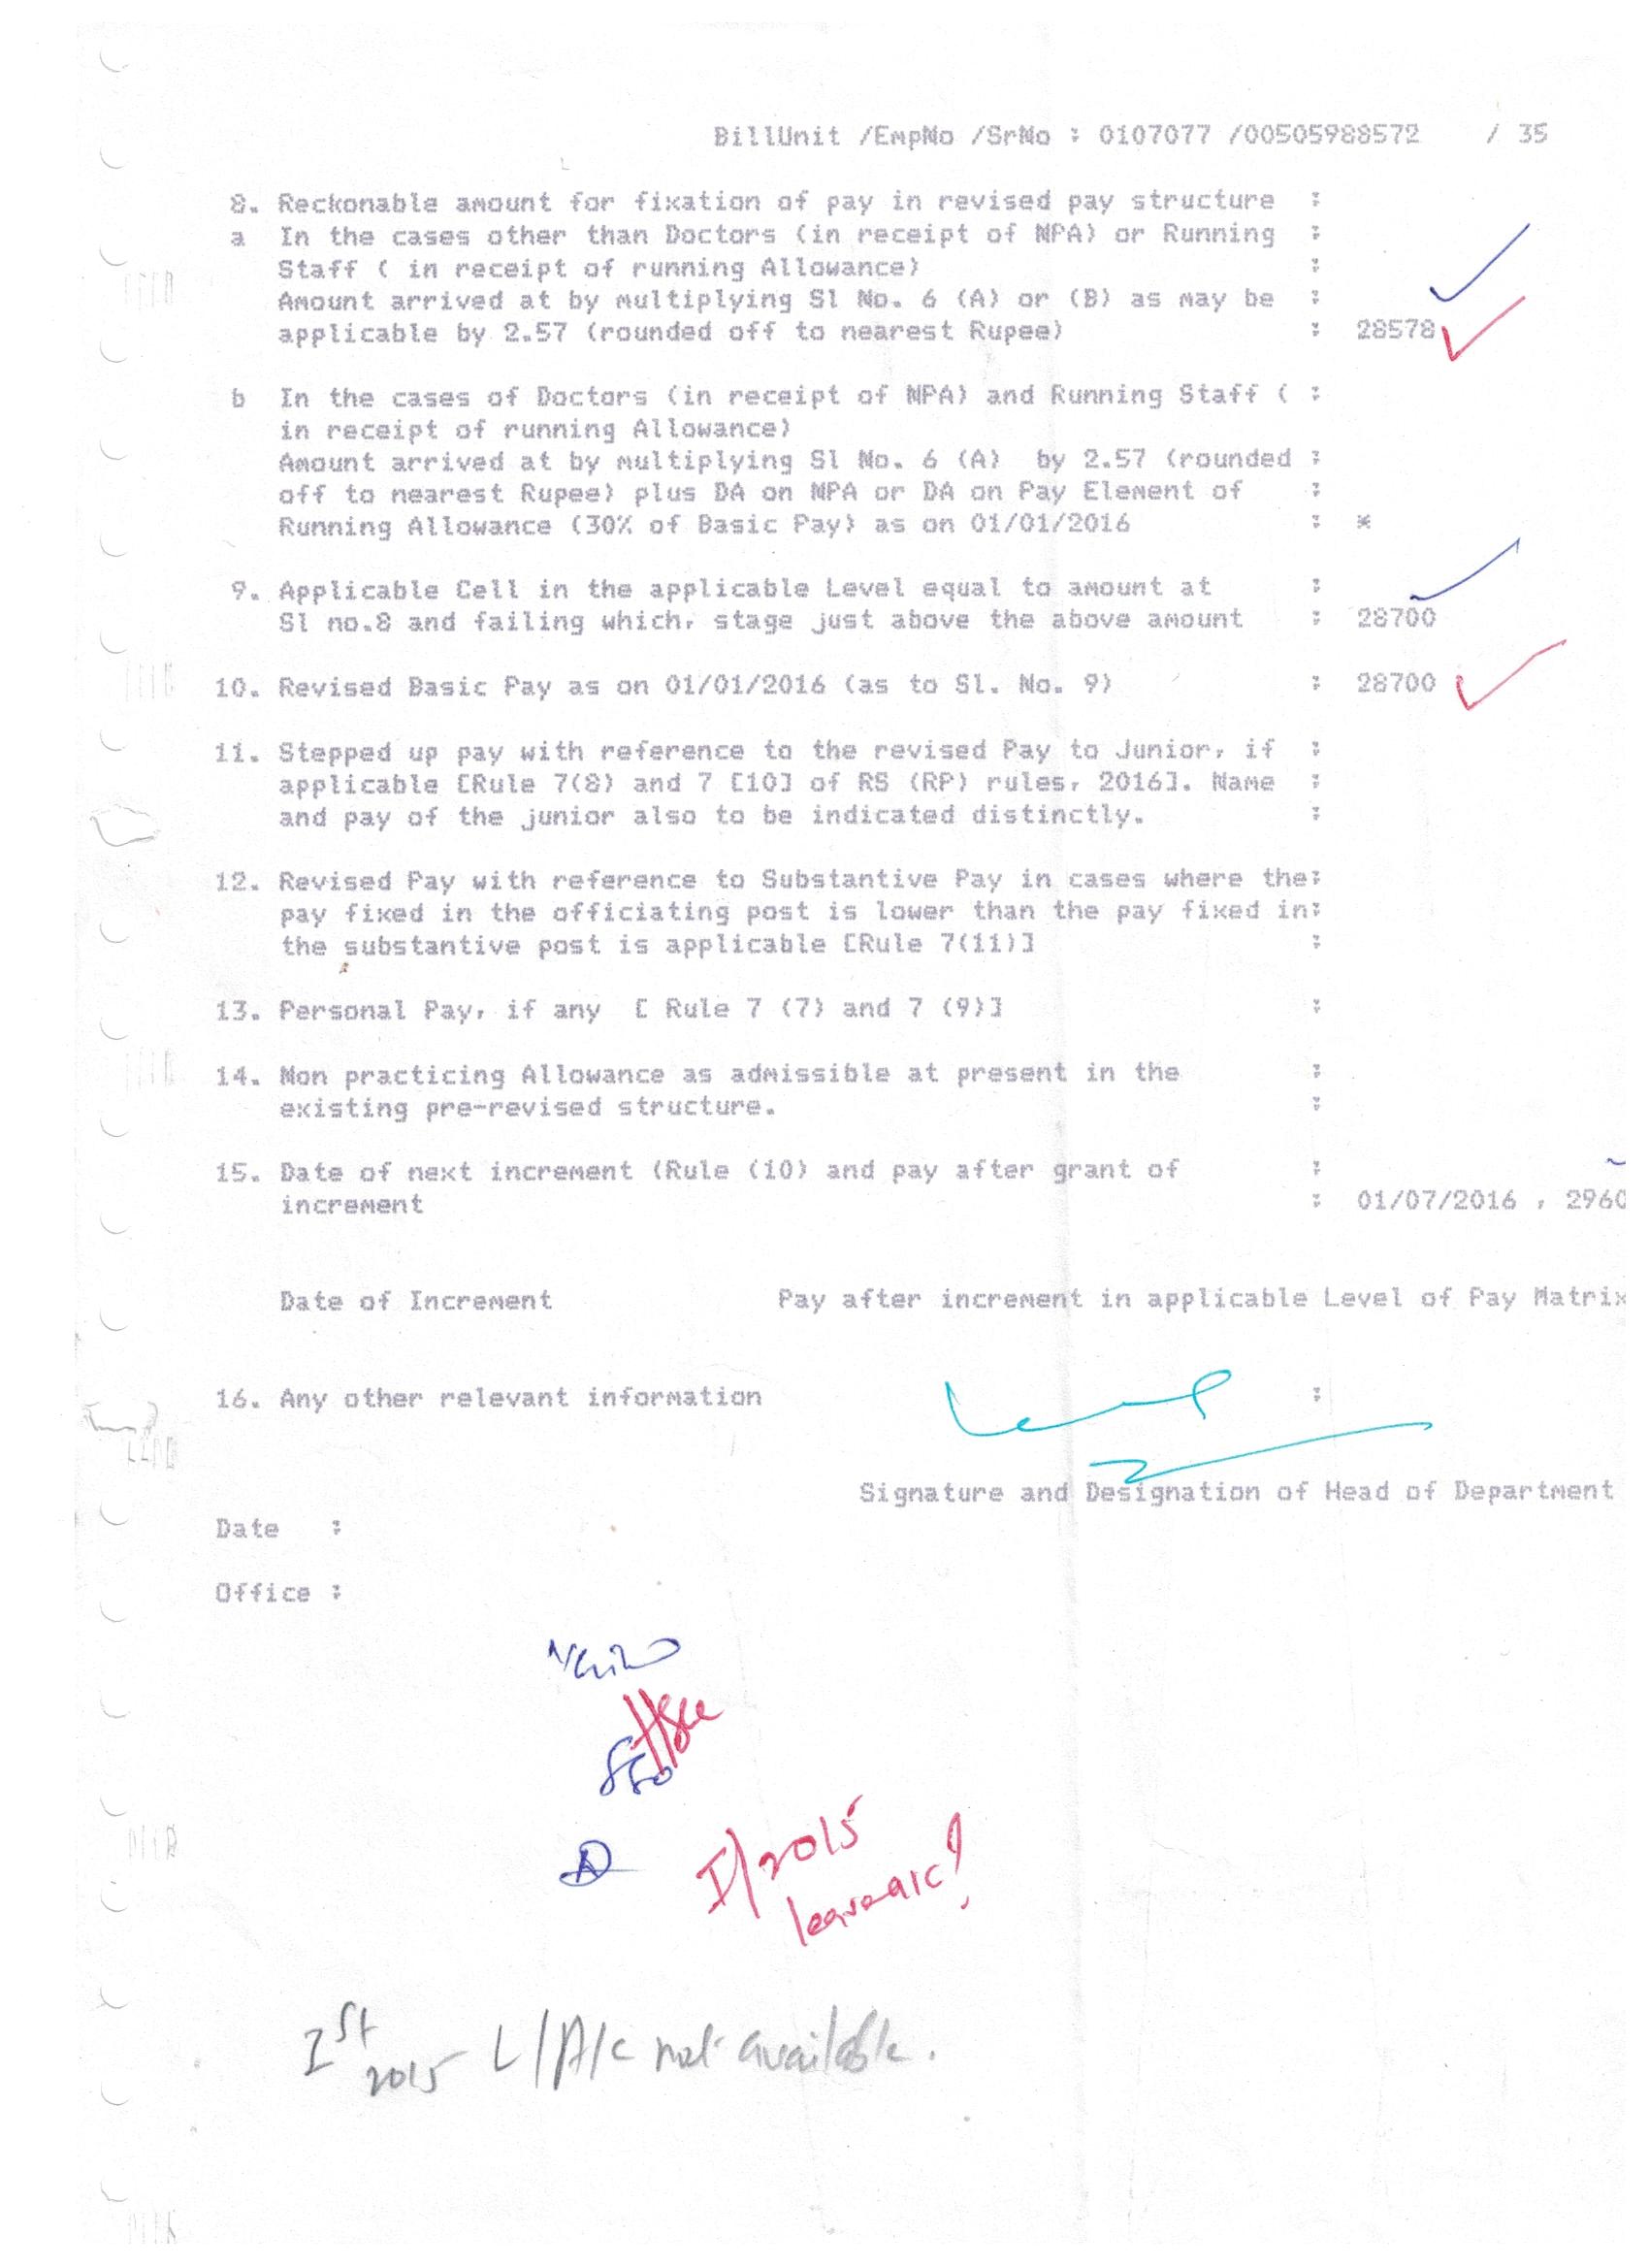 BillUnit /EmpNo /SrNo : 0107077 /00505988572 / 35
8. Reckonable amount for fixation of pay in revised pay structure :
a In the cases other than Doctors (in receipt of NPA) or Running :
Staff ( in receipt of running Allowance) :
Amount arrived at by multiplying Sl No. 6 (A) or (B) as may be :
applicable by 2.57 (rounded off to nearest Rupee) : 28578
b In the cases of Doctors (in receipt of NPA) and Running Staff ( :
in receipt of running Allowance)
Amount arrived at by multiplying Sl No. 6 (A) by 2.57 (rounded :
off to nearest Rupee) plus DA on NPA or DA on Pay Element of :
Running Allowance (30% of Basic Pay) as on 01/01/2016 : *
9. Applicable Cell in the applicable Level equal to amount at :
Sl no.8 and failing which, stage just above the above amount : 28700
10. Revised Basic Pay as on 01/01/2016 (as to Sl. No. 9) : 28700
11. Stepped up pay with reference to the revised Pay to Junior, if :
applicable [Rule 7(8) and 7 [10] of RS (RP) rules, 2016]. Name :
and pay of the junior also to be indicated distinctly. :
12. Revised Pay with reference to Substantive Pay in cases where the:
pay fixed in the officiating post is lower than the pay fixed in:
the substantive post is applicable [Rule 7(11)] :
13. Personal Pay, if any [ Rule 7 (7) and 7 (9)] :
14. Non practicing Allowance as admissible at present in the :
existing pre-revised structure. :
15. Date of next increment (Rule (10) and pay after grant of :
increment : 01/07/2016 , 2960
Date of Increment Pay after increment in applicable Level of Pay Matrix
16. Any other relevant information :
Signature and Designation of Head of Department
Date :
Office :
I/2015
leave a/c!
Ist 2015 L/A/c not available.